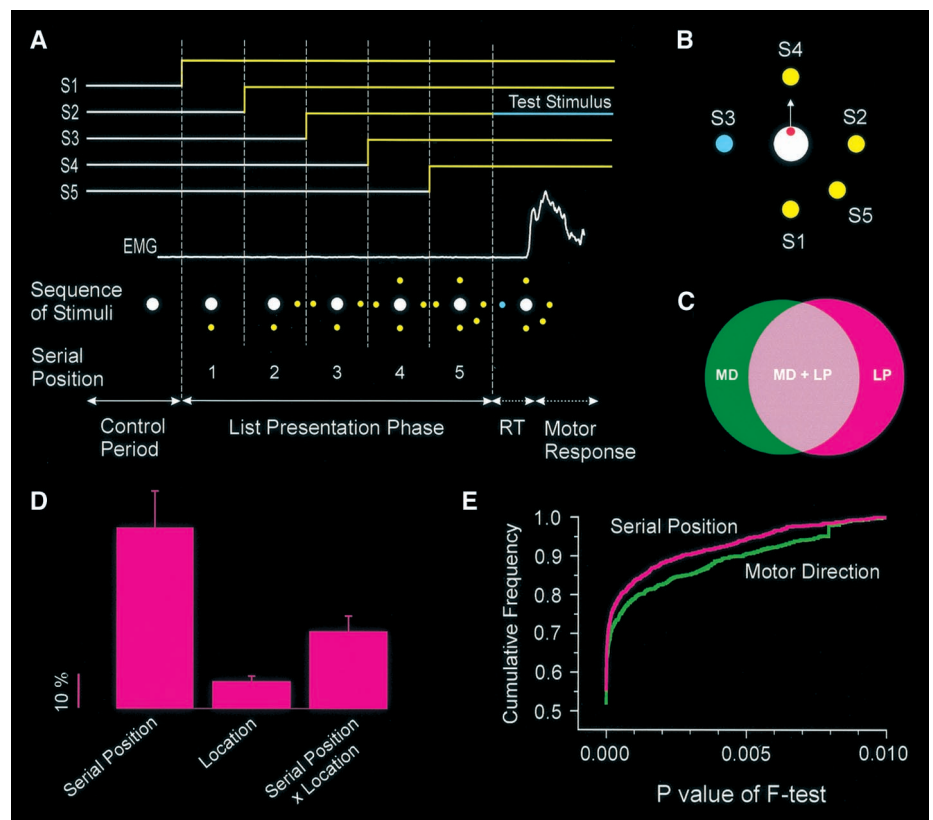 A
S1
S2
Test Stimulus
S3
S4
S5
EMG
Sequence
of Stimuli
Serial
Position
1 2 3 4 5
Control
Period
List Presentation Phase
RT
Motor
Response
B
S4
S3
S2
S5
S1
C
MD
MD + LP
LP
D
10 %
Serial Position
Location
Serial Position
x Location
E
Cumulative Frequency
1.0
0.9
0.8
0.7
0.6
0.5
Serial Position
Motor Direction
0.000 0.005 0.010
P value of F-test